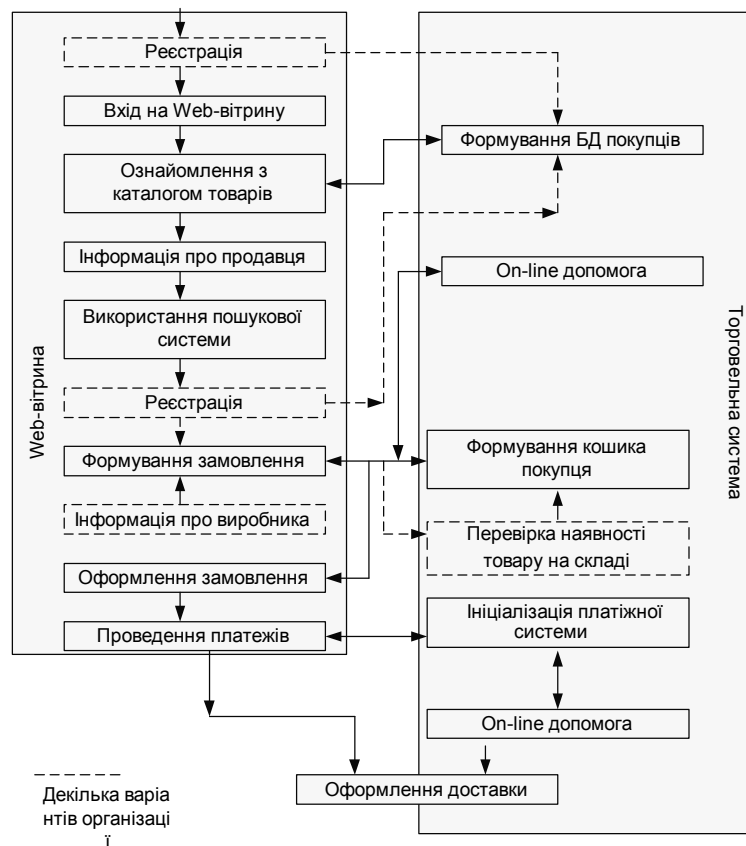 Реєстрація
Вхід на Web-вітрину
Ознайомлення з
каталогом товарів
Інформація про продавця
Використання пошукової
системи
Реєстрація
Формування замовлення
Інформація про виробника
Оформлення замовлення
Проведення платежів
Web-вітрина
Формування БД покупців
On-line допомога
Формування кошика
покупця
Перевірка наявності
товару на складі
Ініціалізація платіжної
системи
On-line допомога
Торговельна система
Оформлення доставки
Декілька варіа
нтів організаці
ї